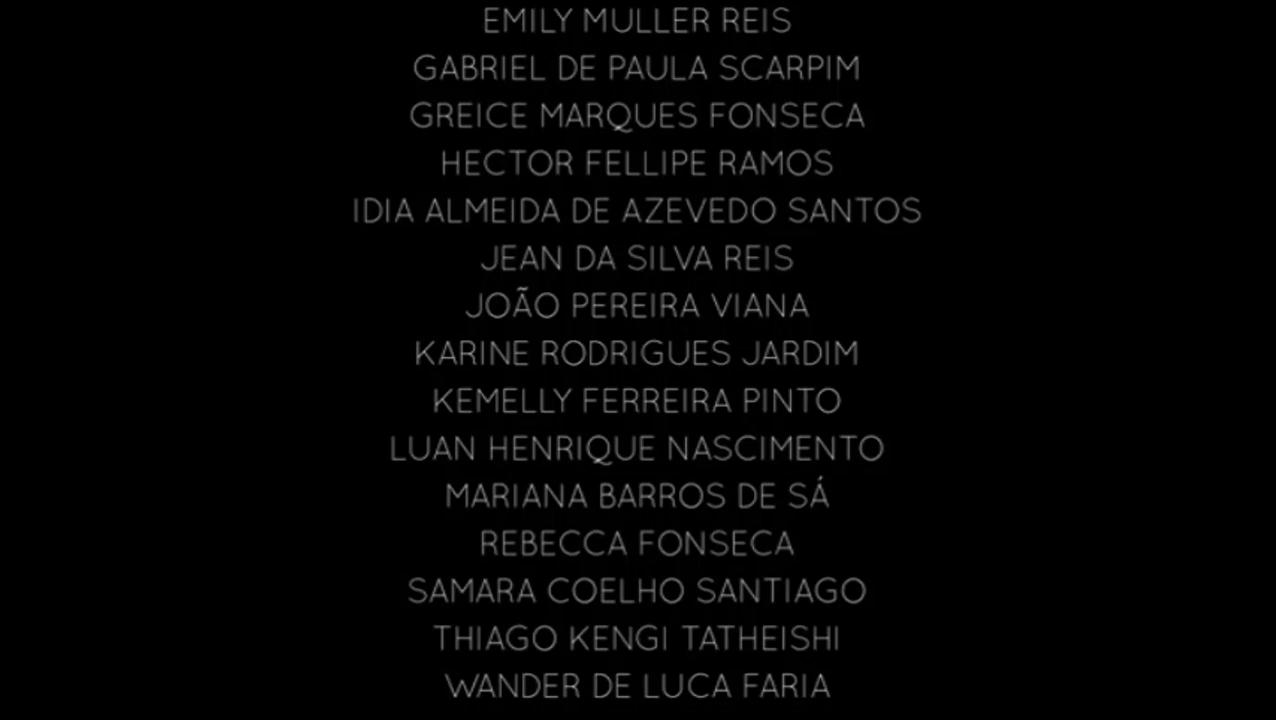 EMILY MULLER REIS
GABRIEL DE PAULA SCARPIM
GREICE MARQUES FONSECA
HECTOR FELLIPE RAMOS
IDIA ALMEIDA DE AZEVEDO SANTOS
JEAN DA SILVA REIS
JOÃO PEREIRA VIANA
KARINE RODRIGUES JARDIM
KEMELLY FERREIRA PINTO
LUAN HENRIQUE NASCIMENTO
MARIANA BARROS DE SÁ
REBECCA FONSECA
SAMARA COELHO SANTIAGO
THIAGO KENGI TATHEISHI
WANDER DE LUCA FARIA